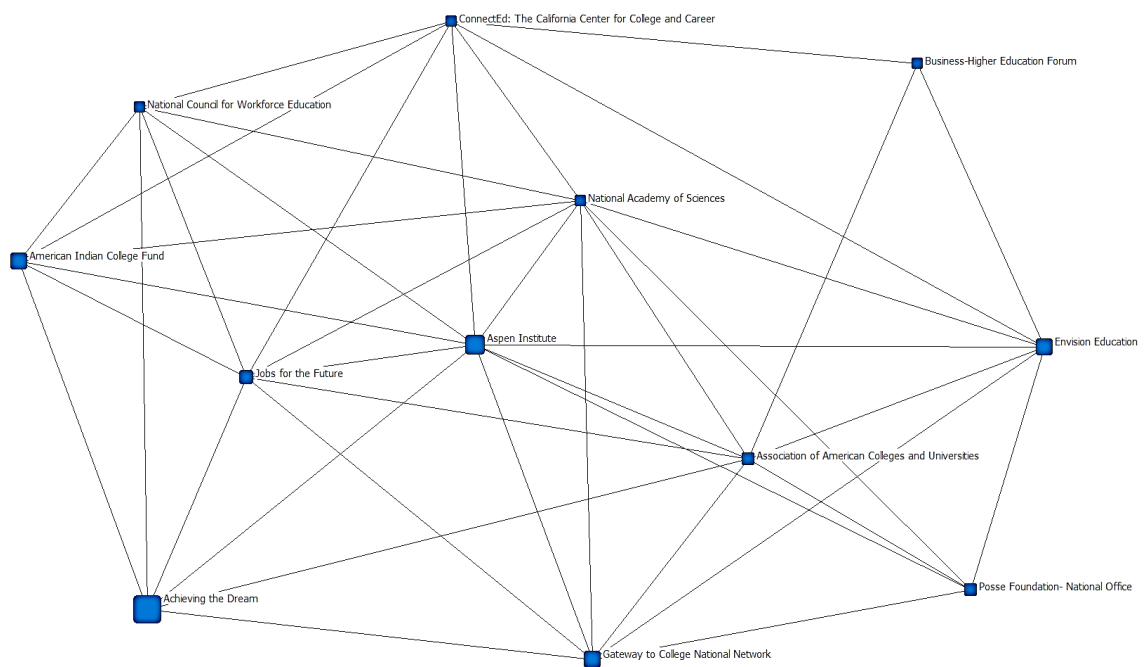 ConnectEd: The California Center for College and Career
Business-Higher Education Forum
National Council for Workforce Education
National Academy of Sciences
American Indian College Fund
Aspen Institute
Envision Education
Jobs for the Future
Association of American Colleges and Universities
Posse Foundation- National Office
Achieving the Dream
Gateway to College National Network